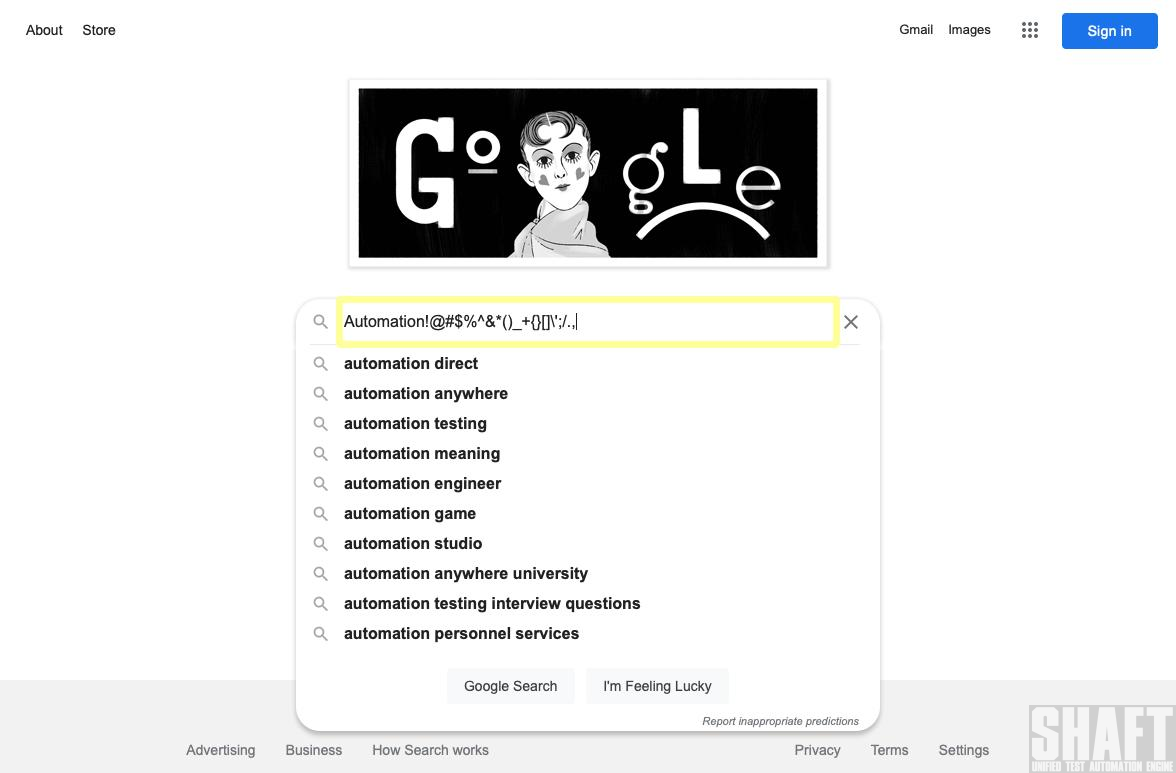 About Store Gmail Images Sign in
GogLe
Automation!@#$%^&*()_+{}[]\';/.,
automation direct
automation anywhere
automation testing
automation meaning
automation engineer
automation game
automation studio
automation anywhere university
automation testing interview questions
automation personnel services
Google Search I'm Feeling Lucky
Report inappropriate predictions
Advertising Business How Search works Privacy Terms Settings
SHAFT
UNIFIED TEST AUTOMATION ENGINE